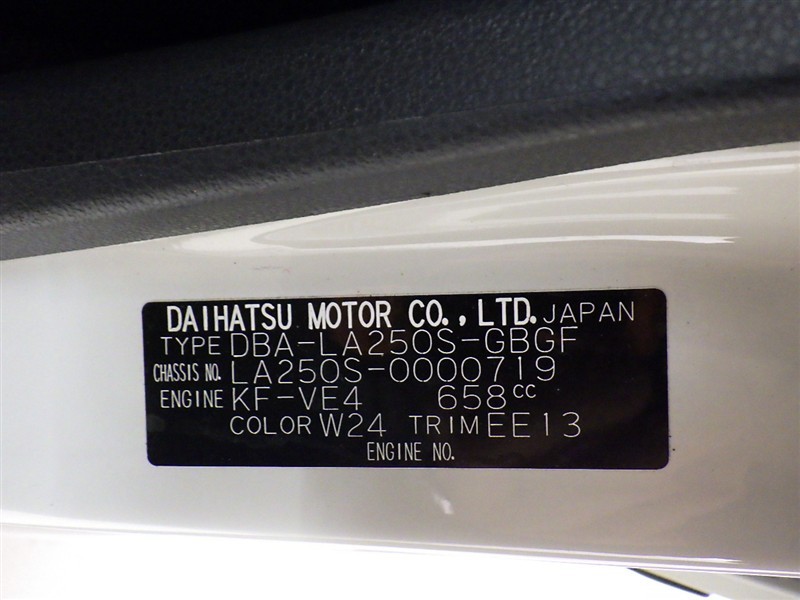 DAIHATSU MOTOR CO., LTD. JAPAN
TYPE DBA-LA250S-GBGF
CHASSIS NO. LA250S-0000719
ENGINE KF-VE4 658cc
COLOR W24 TRIM EE13
ENGINE NO.